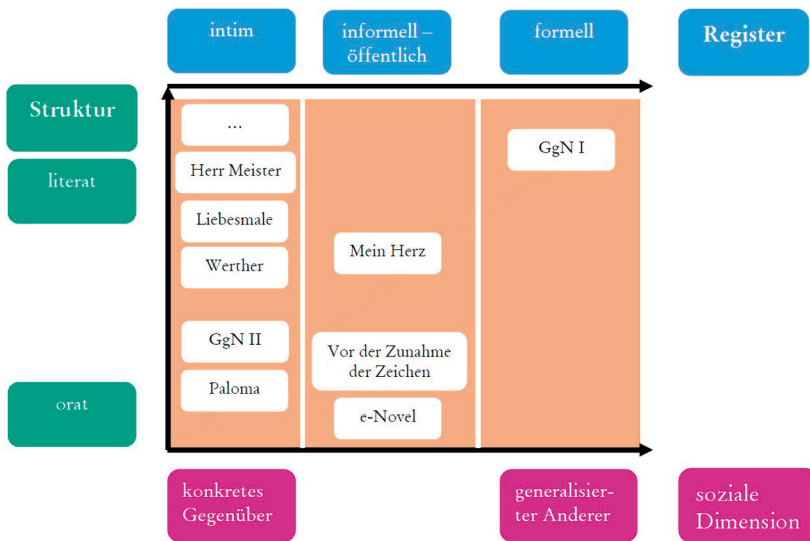 intim
informell –
öffentlich
formell
Register
Struktur
literat
orat
…
Herr Meister
Liebesmale
Werther
GgN II
Paloma
Mein Herz
Vor der Zunahme
der Zeichen
e-Novel
GgN I
konkretes
Gegenüber
generalisier-
ter Anderer
soziale
Dimension